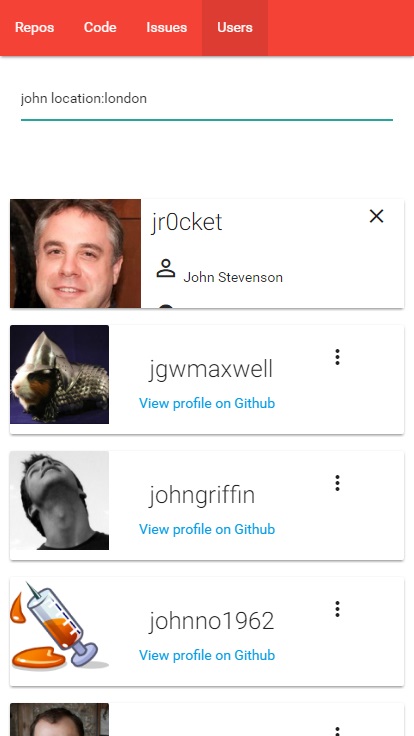 Repos Code Issues Users
john location:london
jr0cket
John Stevenson
jgwmaxwell
View profile on Github
johngriffin
View profile on Github
johnno1962
View profile on Github